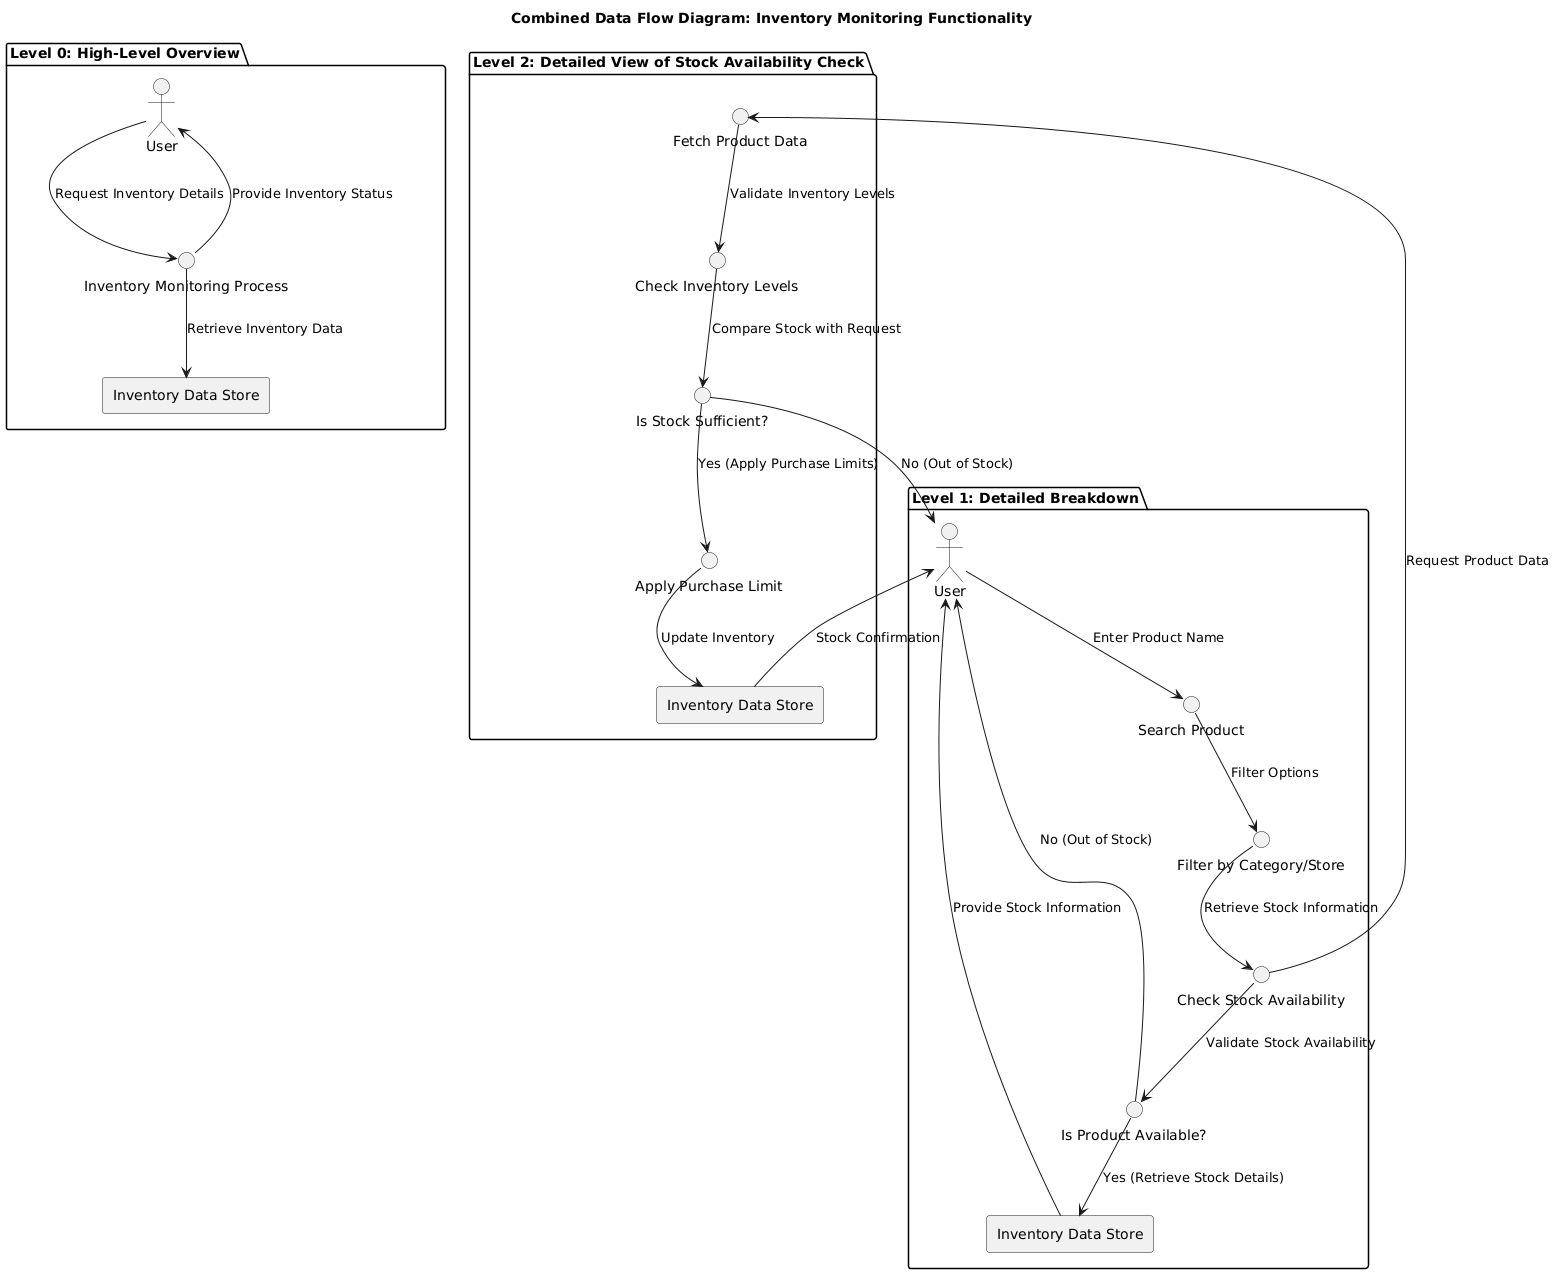 Combined Data Flow Diagram: Inventory Monitoring Functionality
Level 0: High-Level Overview
User
Request Inventory Details
Provide Inventory Status
Inventory Monitoring Process
Retrieve Inventory Data
Inventory Data Store
Level 2: Detailed View of Stock Availability Check
Fetch Product Data
Validate Inventory Levels
Check Inventory Levels
Compare Stock with Request
Is Stock Sufficient?
Yes (Apply Purchase Limits)
No (Out of Stock)
Apply Purchase Limit
Update Inventory
Stock Confirmation
Inventory Data Store
Level 1: Detailed Breakdown
User
Request Product Data
Enter Product Name
Search Product
Filter Options
No (Out of Stock)
Filter by Category/Store
Provide Stock Information
Retrieve Stock Information
Check Stock Availability
Validate Stock Availability
Is Product Available?
Yes (Retrieve Stock Details)
Inventory Data Store